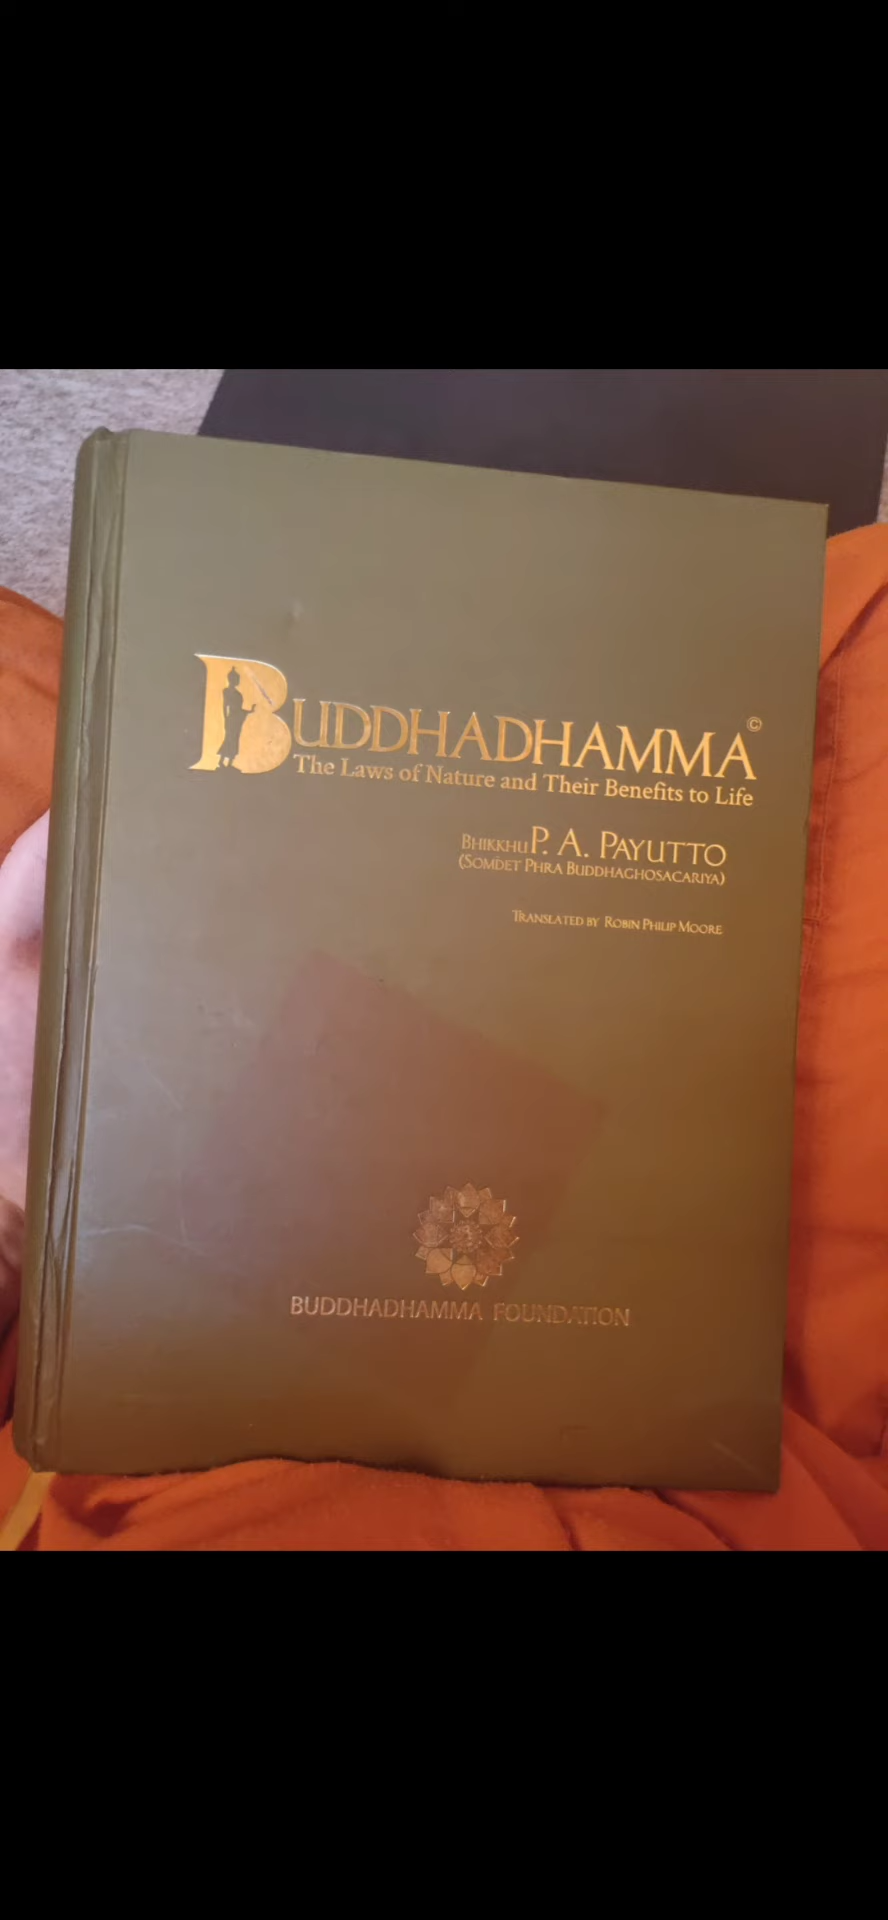 BUDDHADHAMMA©
The Laws of Nature and Their Benefits to Life
BHIKKHU P. A. PAYUTTO
(SOMDET PHRA BUDDHAGHOSACARIYA)
TRANSLATED BY ROBIN PHILIP MOORE
BUDDHADHAMMA FOUNDATION